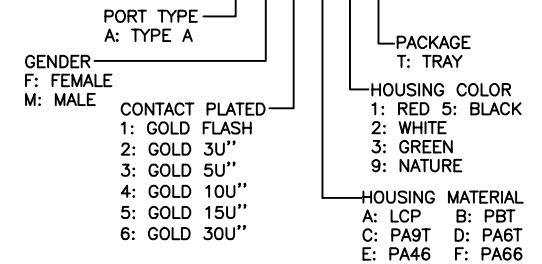 PORT TYPE
A: TYPE A
GENDER
F: FEMALE
M: MALE
CONTACT PLATED
1: GOLD FLASH
2: GOLD 3U’’
3: GOLD 5U’’
4: GOLD 10U’’
5: GOLD 15U’’
6: GOLD 30U’’
PACKAGE
T: TRAY
HOUSING COLOR
1: RED 5: BLACK
2: WHITE
3: GREEN
9: NATURE
HOUSING MATERIAL
A: LCP B: PBT
C: PA9T D: PA6T
E: PA46 F: PA66